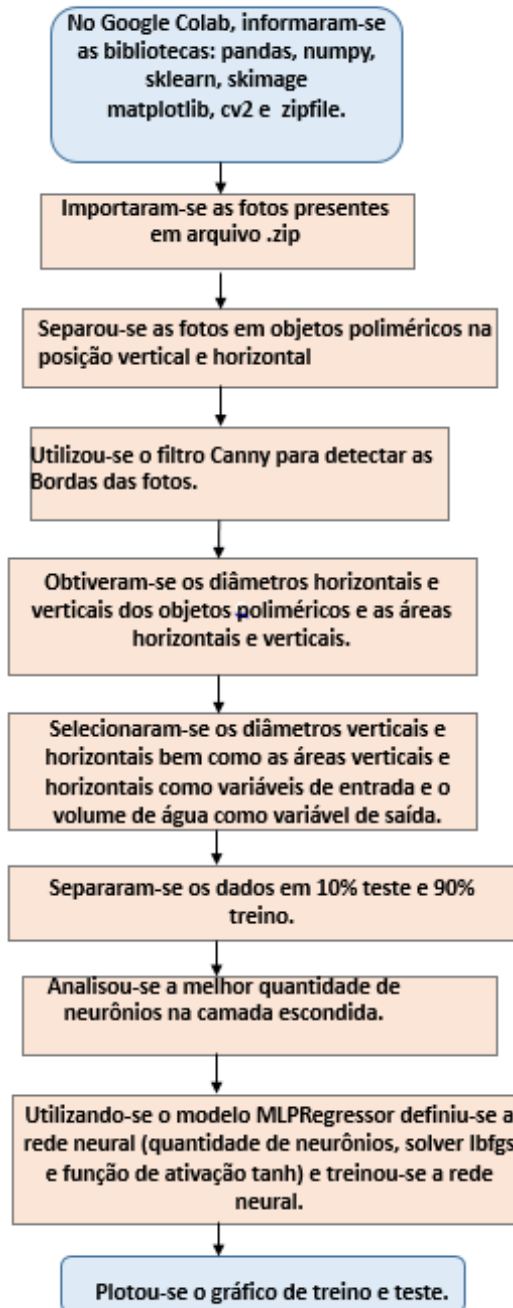 No Google Colab, informaram-se
as bibliotecas: pandas, numpy,
sklearn, skimage
matplotlib, cv2 e zipfile.
Importaram-se as fotos presentes
em arquivo .zip
Separou-se as fotos em objetos poliméricos na
posição vertical e horizontal
Utilizou-se o filtro Canny para detectar as
Bordas das fotos.
Obtiveram-se os diâmetros horizontais e
verticais dos objetos poliméricos e as áreas
horizontais e verticais.
Selecionaram-se os diâmetros verticais e
horizontais bem como as áreas verticais e
horizontais como variáveis de entrada e o
volume de água como variável de saída.
Separaram-se os dados em 10% teste e 90%
treino.
Analisou-se a melhor quantidade de
neurônios na camada escondida.
Utilizando-se o modelo MLPRegressor definiu-se a
rede neural (quantidade de neurônios, solver lbfgs
e função de ativação tanh) e treinou-se a rede
neural.
Plotou-se o gráfico de treino e teste.